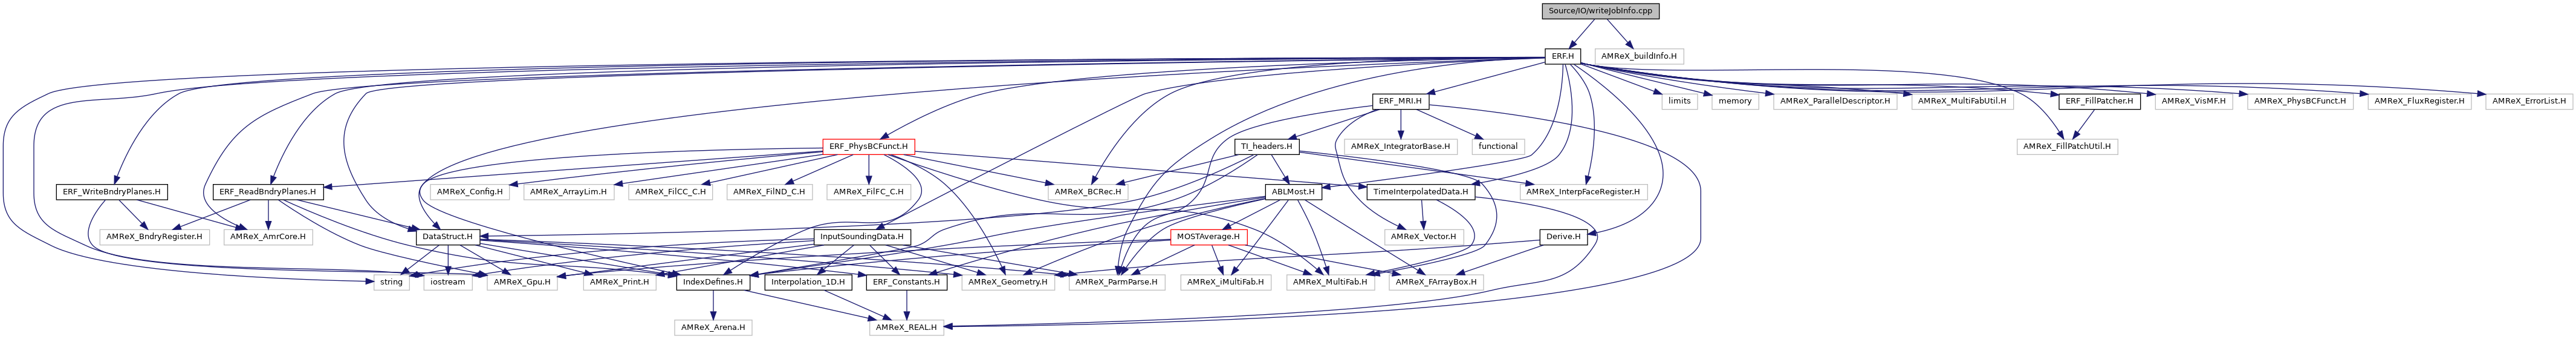 Source/IO/writeJobInfo.cpp
ERF.H
AMReX_buildInfo.H
ERF_MRI.H
limits
memory
AMReX_ParallelDescriptor.H
AMReX_MultiFabUtil.H
ERF_FillPatcher.H
AMReX_VisMF.H
AMReX_PhysBCFunct.H
AMReX_FluxRegister.H
AMReX_ErrorList.H
ERF_PhysBCFunct.H
TI_headers.H
AMReX_IntegratorBase.H
functional
AMReX_FillPatchUtil.H
ERF_WriteBndryPlanes.H
ERF_ReadBndryPlanes.H
AMReX_Config.H
AMReX_ArrayLim.H
AMReX_FilCC_C.H
AMReX_FilND_C.H
AMReX_FilFC_C.H
AMReX_BCRec.H
ABLMost.H
TimeInterpolatedData.H
AMReX_InterpFaceRegister.H
AMReX_BndryRegister.H
AMReX_AmrCore.H
DataStruct.H
InputSoundingData.H
MOSTAverage.H
AMReX_Vector.H
Derive.H
string
iostream
AMReX_Gpu.H
AMReX_Print.H
IndexDefines.H
Interpolation_1D.H
ERF_Constants.H
AMReX_Geometry.H
AMReX_ParmParse.H
AMReX_iMultiFab.H
AMReX_MultiFab.H
AMReX_FArrayBox.H
AMReX_Arena.H
AMReX_REAL.H